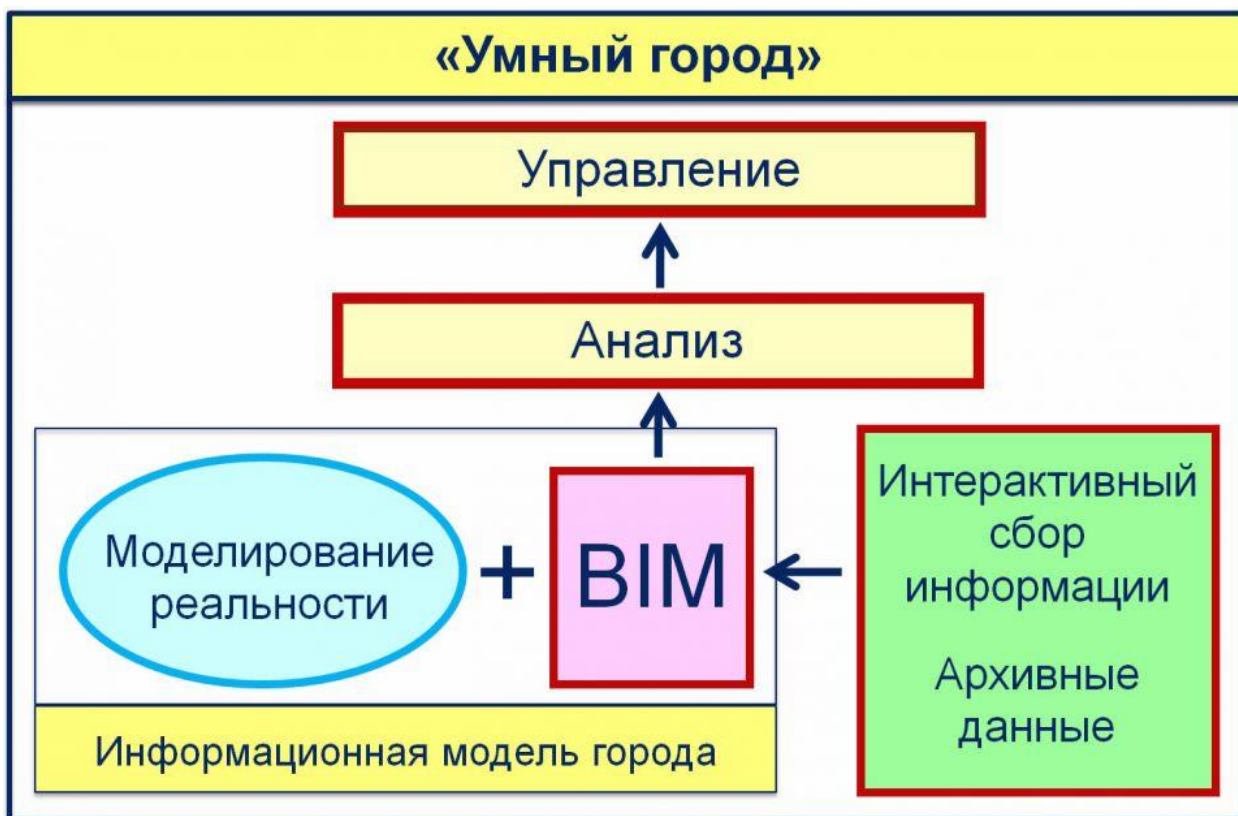 «Умный город»
Управление
Анализ
Моделирование
реальности
+
BIM
Интерактивный
сбор
информации
Архивные
данные
Информационная модель города